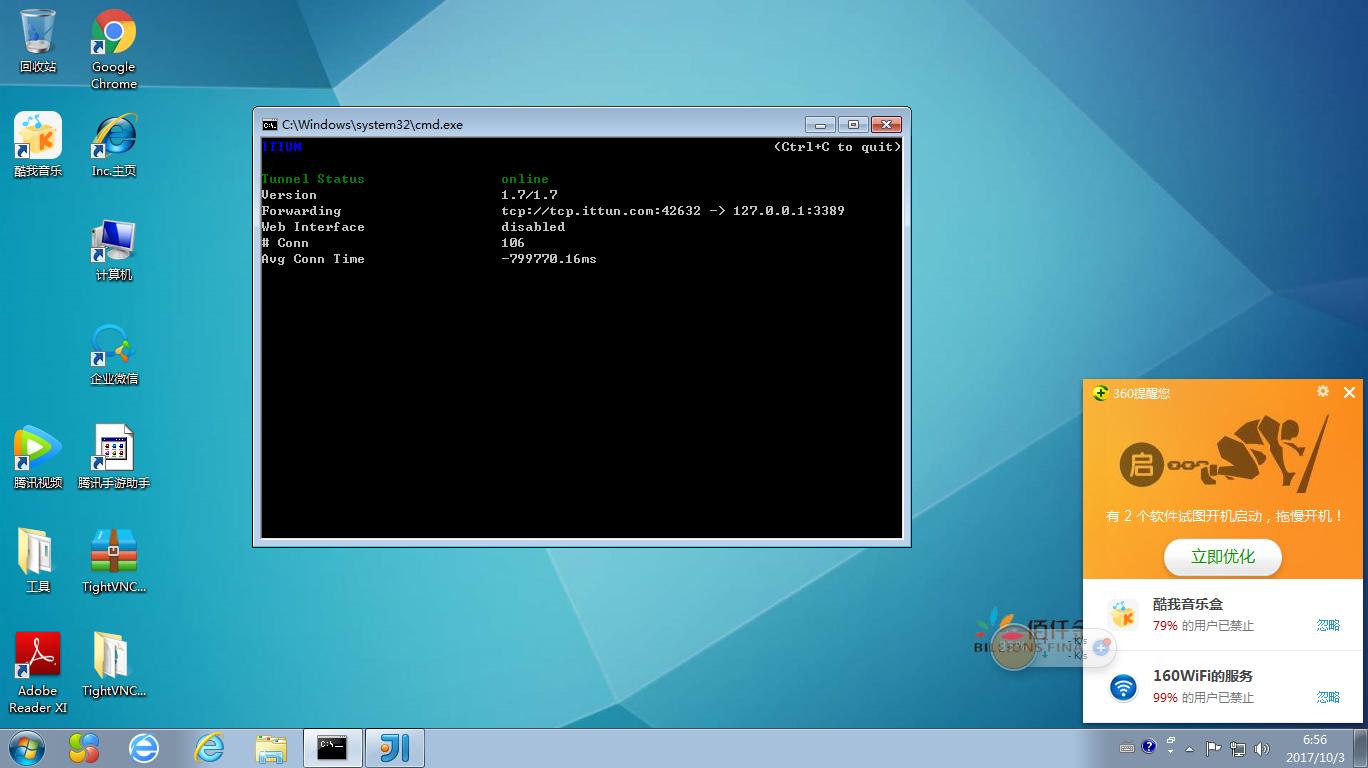 回收站
Google
Chrome
酷我音乐
Inc.主页
计算机
企业微信
腾讯视频
腾讯手游助手
工具
TightVNC...
Adobe
Reader XI
TightVNC...
C:\Windows\system32\cmd.exe
ITTUN (Ctrl+C to quit)
Tunnel Status online
Version 1.7/1.7
Forwarding tcp://tcp.ittun.com:42632 -> 127.0.0.1:3389
Web Interface disabled
# Conn 106
Avg Conn Time -799770.16ms
360提醒您
启
有 2 个软件试图开机启动，拖慢开机！
立即优化
酷我音乐盒
79% 的用户已禁止 忽略
160WiFi的服务
99% 的用户已禁止 忽略
佰仟
- K/s
- K/s
C:\_
6:56
2017/10/3